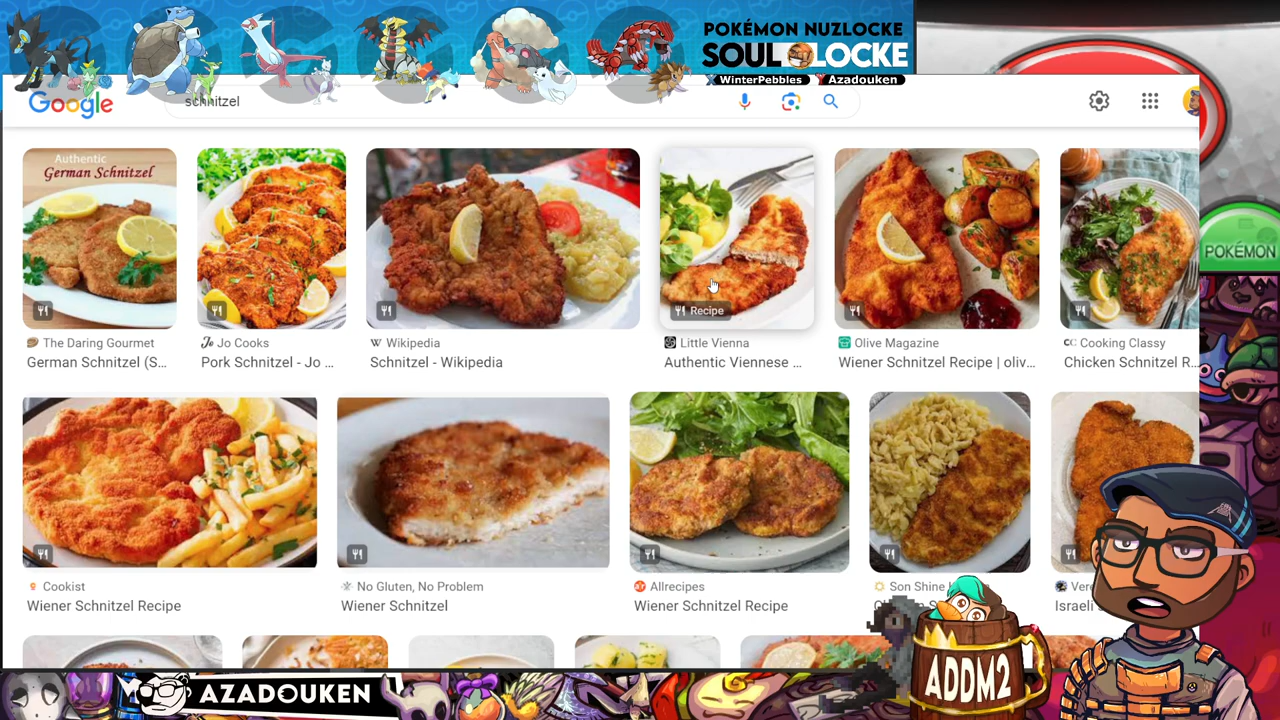 POKÉMON NUZLOCKE
SOUL LOCKE
WinterPebbles
Azadouken
Google
schnitzel
POKÉMON
Authentic
German Schnitzel
Recipe
The Daring Gourmet
Jo Cooks
W Wikipedia
Little Vienna
Olive Magazine
CC Cooking Classy
German Schnitzel (S...
Pork Schnitzel - Jo ...
Schnitzel - Wikipedia
Authentic Viennese ...
Wiener Schnitzel Recipe | oliv...
Chicken Schnitzel R...
Cookist
No Gluten, No Problem
Allrecipes
Son Shine
Wiener Schnitzel Recipe
Wiener Schnitzel
Wiener Schnitzel Recipe
Israeli
ADDM2
AZADOUKEN